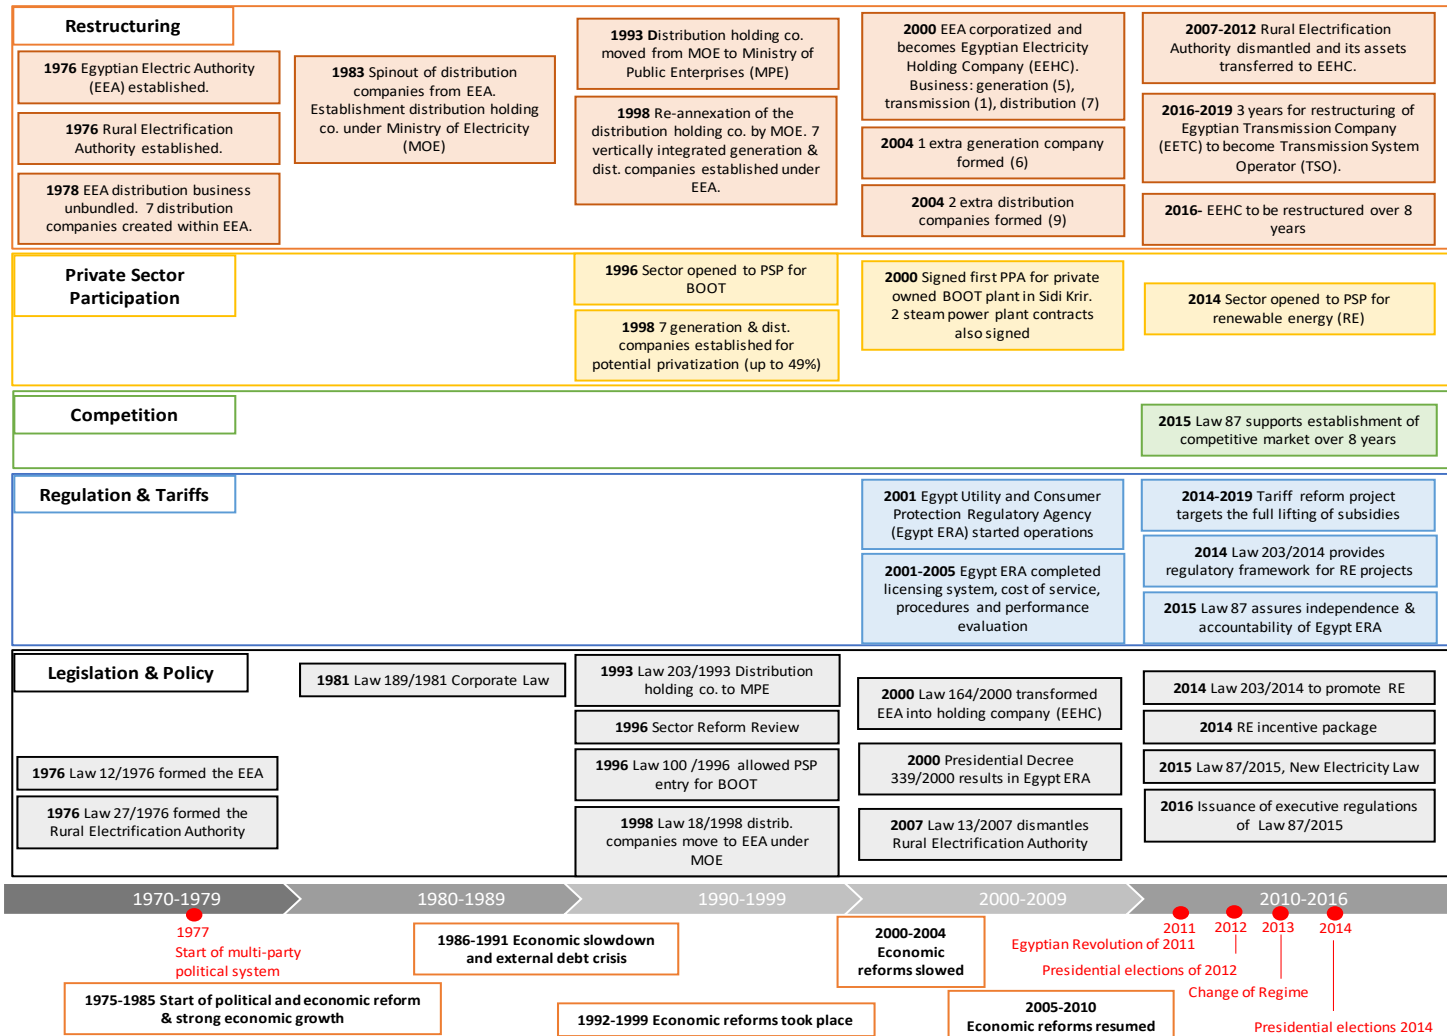 Restructuring
1976 Egyptian Electric Authority
(EEA) established.
1976 Rural Electrification
Authority established.
1978 EEA distribution business
unbundled. 7 distribution
companies created within EEA.
1983 Spinout of distribution
companies from EEA.
Establishment distribution holding
co. under Ministry of Electricity
(MOE)
1993 Distribution holding co.
moved from MOE to Ministry of
Public Enterprises (MPE)
1998 Re-annexation of the
distribution holding co. by MOE. 7
vertically integrated generation &
dist. companies established under
EEA.
2000 EEA corporatized and
becomes Egyptian Electricity
Holding Company (EEHC).
Business: generation (5),
transmission (1), distribution (7)
2004 1 extra generation company
formed (6)
2004 2 extra distribution
companies formed (9)
2007-2012 Rural Electrification
Authority dismantled and its assets
transferred to EEHC.
2016-2019 3 years for restructuring of
Egyptian Transmission Company
(EETC) to become Transmission System
Operator (TSO).
2016- EEHC to be restructured over 8
years
Private Sector
Participation
1996 Sector opened to PSP for
BOOT
1998 7 generation & dist.
companies established for
potential privatization (up to 49%)
2000 Signed first PPA for private
owned BOOT plant in Sidi Krir.
2 steam power plant contracts
also signed
2014 Sector opened to PSP for
renewable energy (RE)
Competition
2015 Law 87 supports establishment of
competitive market over 8 years
Regulation & Tariffs
2001 Egypt Utility and Consumer
Protection Regulatory Agency
(Egypt ERA) started operations
2001-2005 Egypt ERA completed
licensing system, cost of service,
procedures and performance
evaluation
2014-2019 Tariff reform project
targets the full lifting of subsidies
2014 Law 203/2014 provides
regulatory framework for RE projects
2015 Law 87 assures independence &
accountability of Egypt ERA
Legislation & Policy
1976 Law 12/1976 formed the EEA
1976 Law 27/1976 formed the
Rural Electrification Authority
1981 Law 189/1981 Corporate Law
1993 Law 203/1993 Distribution
holding co. to MPE
1996 Sector Reform Review
1996 Law 100 /1996 allowed PSP
entry for BOOT
1998 Law 18/1998 distrib.
companies move to EEA under
MOE
2000 Law 164/2000 transformed
EEA into holding company (EEHC)
2000 Presidential Decree
339/2000 results in Egypt ERA
2007 Law 13/2007 dismantles
Rural Electrification Authority
2014 Law 203/2014 to promote RE
2014 RE incentive package
2015 Law 87/2015, New Electricity Law
2016 Issuance of executive regulations
of Law 87/2015
1970-1979
1980-1989
1990-1999
2000-2009
2010-2016
1977
Start of multi-party
political system
1975-1985 Start of political and economic reform
& strong economic growth
1986-1991 Economic slowdown
and external debt crisis
1992-1999 Economic reforms took place
2000-2004
Economic
reforms slowed
2005-2010
Economic reforms resumed
2011
2012
2013
2014
Egyptian Revolution of 2011
Presidential elections of 2012
Change of Regime
Presidential elections 2014